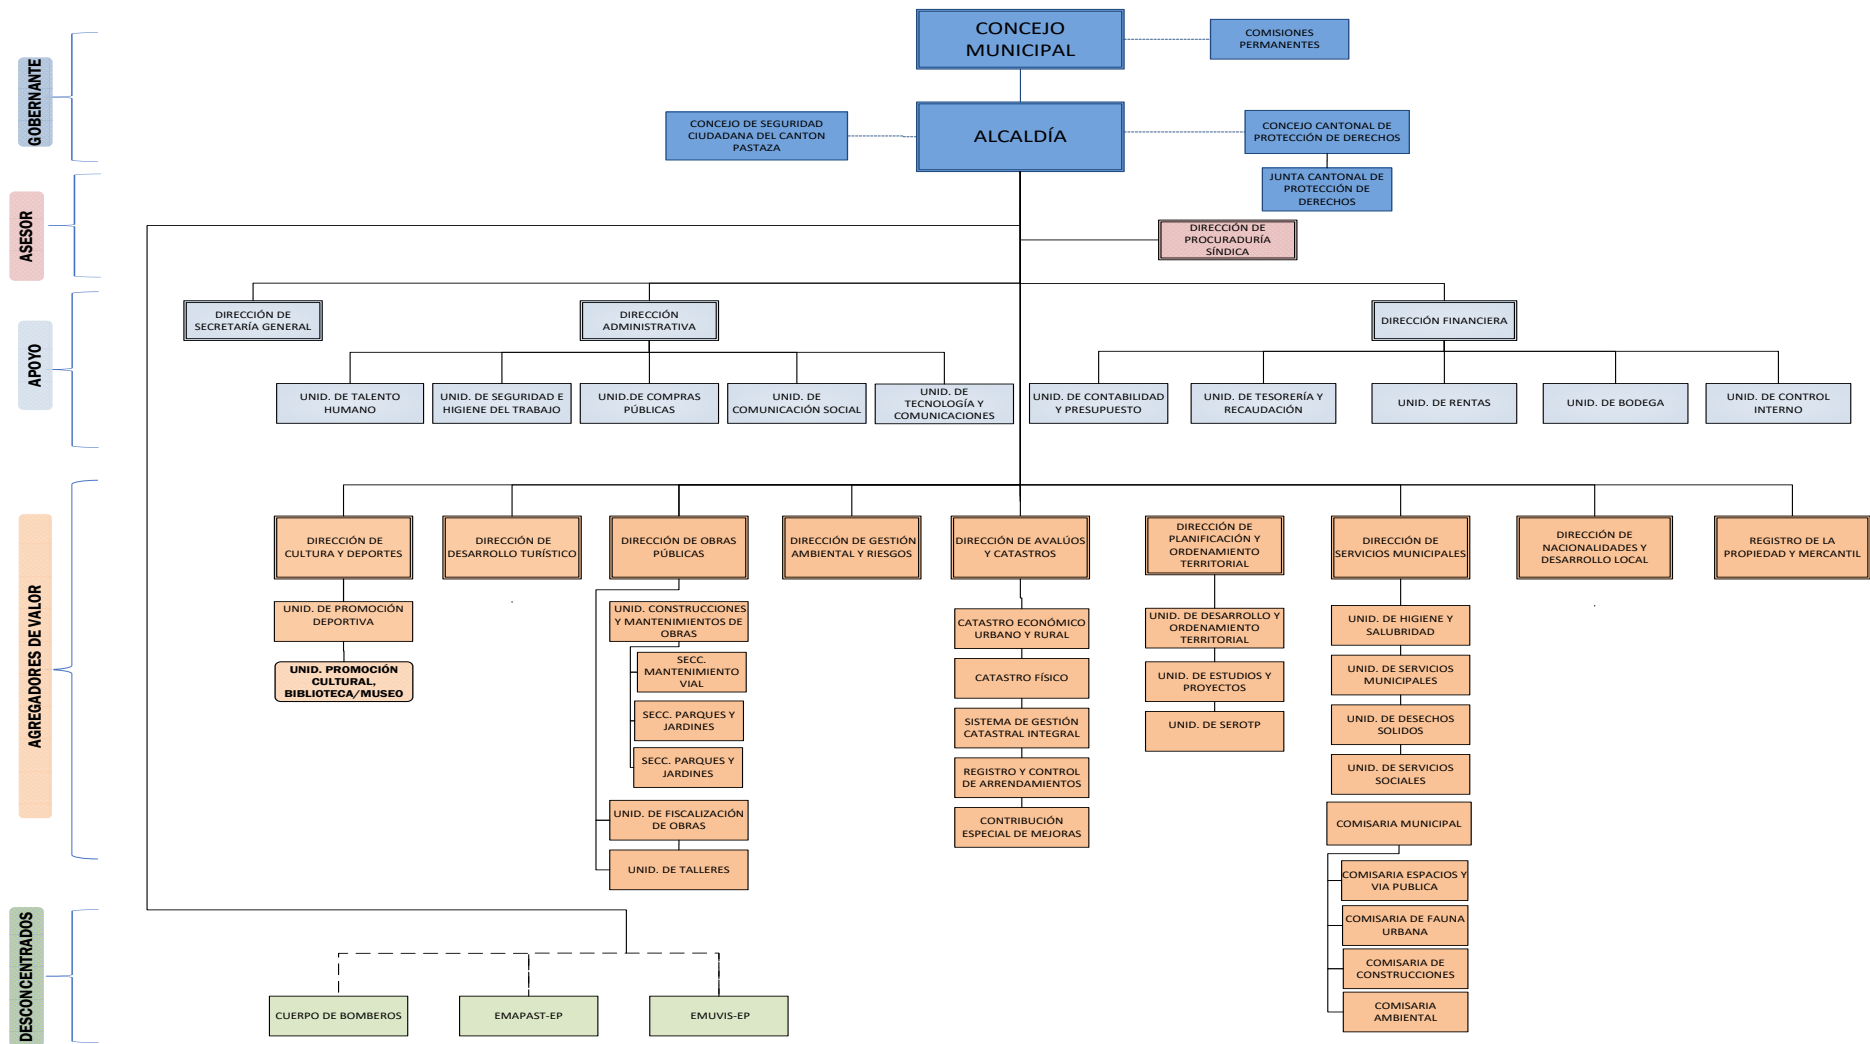 CONCEJO
MUNICIPAL
COMISIONES
PERMANENTES
GOBERNANTE
CONCEJO DE SEGURIDAD
CIUDADANA DEL CANTON
PASTAZA
ALCALDÍA
CONCEJO CANTONAL DE
PROTECCIÓN DE DERECHOS
JUNTA CANTONAL DE
PROTECCIÓN DE
DERECHOS
ASESOR
DIRECCIÓN DE
PROCURADURÍA
SÍNDICA
APOYO
DIRECCIÓN DE
SECRETARÍA GENERAL
DIRECCIÓN
ADMINISTRATIVA
DIRECCIÓN FINANCIERA
UNID. DE TALENTO
HUMANO
UNID. DE SEGURIDAD E
HIGIENE DEL TRABAJO
UNID.DE COMPRAS
PÚBLICAS
UNID. DE
COMUNICACIÓN SOCIAL
UNID. DE
TECNOLOGÍA Y
COMUNICACIONES
UNID. DE CONTABILIDAD
Y PRESUPUESTO
UNID. DE TESORERÍA Y
RECAUDACIÓN
UNID. DE RENTAS
UNID. DE BODEGA
UNID. DE CONTROL
INTERNO
AGREGADORES DE VALOR
DIRECCIÓN DE
CULTURA Y DEPORTES
DIRECCIÓN DE
DESARROLLO TURÍSTICO
DIRECCIÓN DE OBRAS
PÚBLICAS
DIRECCIÓN DE GESTIÓN
AMBIENTAL Y RIESGOS
DIRECCIÓN DE AVALÚOS
Y CATASTROS
DIRECCIÓN DE
PLANIFICACIÓN Y
ORDENAMIENTO
TERRITORIAL
DIRECCIÓN DE
SERVICIOS MUNICIPALES
DIRECCIÓN DE
NACIONALIDADES Y
DESARROLLO LOCAL
REGISTRO DE LA
PROPIEDAD Y MERCANTIL
UNID. DE PROMOCIÓN
DEPORTIVA
UNID. PROMOCIÓN
CULTURAL,
BIBLIOTECA/MUSEO
UNID. CONSTRUCCIONES
Y MANTENIMIENTOS DE
OBRAS
SECC.
MANTENIMIENTO
VIAL
SECC. PARQUES Y
JARDINES
SECC. PARQUES Y
JARDINES
UNID. DE FISCALIZACIÓN
DE OBRAS
UNID. DE TALLERES
CATASTRO ECONÓMICO
URBANO Y RURAL
CATASTRO FÍSICO
SISTEMA DE GESTIÓN
CATASTRAL INTEGRAL
REGISTRO Y CONTROL
DE ARRENDAMIENTOS
CONTRIBUCIÓN
ESPECIAL DE MEJORAS
UNID. DE DESARROLLO Y
ORDENAMIENTO
TERRITORIAL
UNID. DE ESTUDIOS Y
PROYECTOS
UNID. DE SEROTP
UNID. DE HIGIENE Y
SALUBRIDAD
UNID. DE SERVICIOS
MUNICIPALES
UNID. DE DESECHOS
SOLIDOS
UNID. DE SERVICIOS
SOCIALES
COMISARIA MUNICIPAL
COMISARIA ESPACIOS Y
VIA PUBLICA
COMISARIA DE FAUNA
URBANA
COMISARIA DE
CONSTRUCCIONES
COMISARIA
AMBIENTAL
DESCONCENTRADOS
CUERPO DE BOMBEROS
EMAPAST-EP
EMUVIS-EP